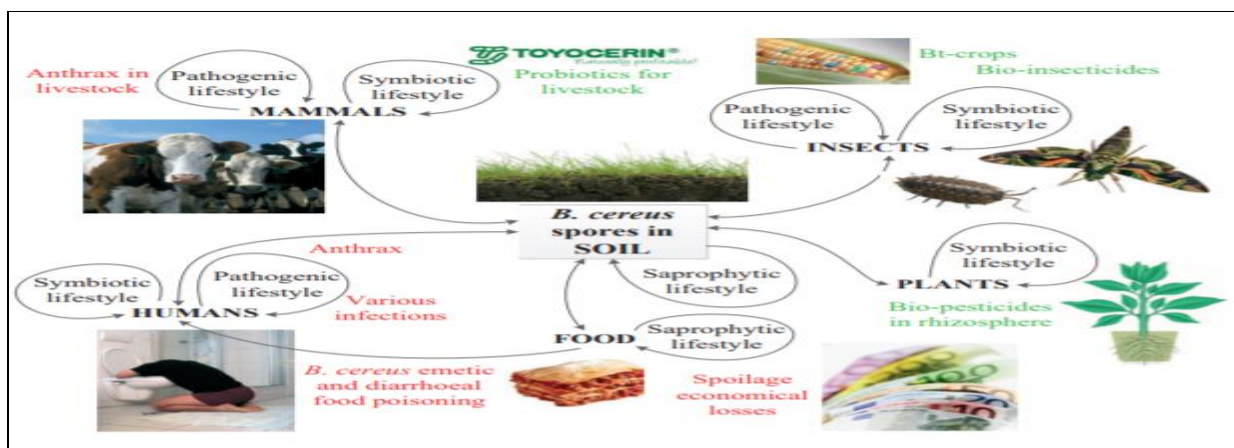 TOYOCERIN®
Naturally profitable!
Anthrax in
livestock
Pathogenic
lifestyle
Symbiotic
lifestyle
MAMMALS
Probiotics for
livestock
Bt-crops
Bio-insecticides
Pathogenic
lifestyle
Symbiotic
lifestyle
INSECTS
B. cereus
spores in
SOIL
Saprophytic
lifestyle
Symbiotic
lifestyle
PLANTS
Bio-pesticides
in rhizosphere
Anthrax
Symbiotic
lifestyle
Pathogenic
lifestyle
HUMANS
Various
infections
FOOD
Saprophytic
lifestyle
B. cereus emetic
and diarrhoeal
food poisoning
Spoilage
economical
losses